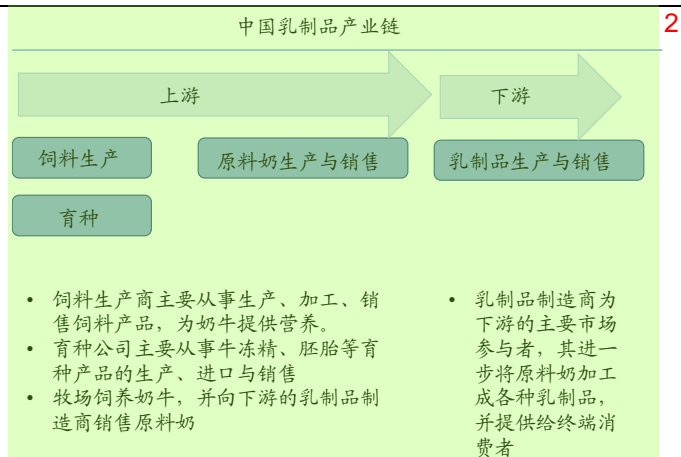 中国乳制品产业链
2
上游
下游
饲料生产
原料奶生产与销售
乳制品生产与销售
育种
• 饲料生产商主要从事生产、加工、销
售饲料产品，为奶牛提供营养。
• 育种公司主要从事牛冻精、胚胎等育
种产品的生产、进口与销售
• 牧场饲养奶牛，并向下游的乳制品制
造商销售原料奶
• 乳制品制造商为
下游的主要市场
参与者，其进一
步将原料奶加工
成各种乳制品，
并提供给终端消
费者